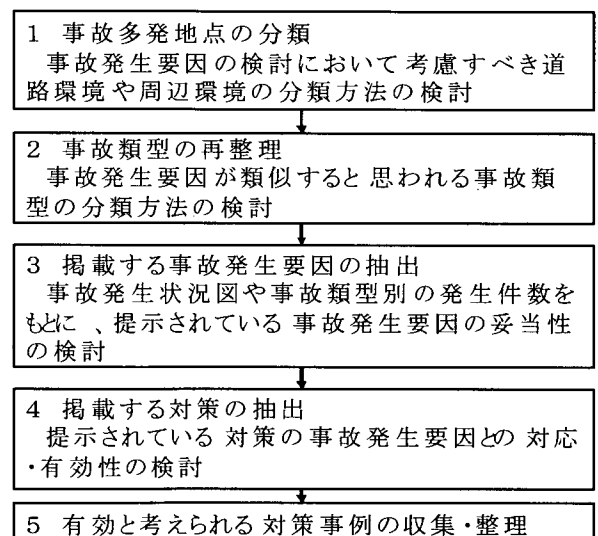 1 事故多発地点の分類
事故発生要因の検討において考慮すべき道
路環境や周辺環境の分類方法の検討
2 事故類型の再整理
事故発生要因が類似すると思われる事故類
型の分類方法の検討
3 掲載する事故発生要因の抽出
事故発生状況図や事故類型別の発生件数を
もとに、提示されている事故発生要因の妥当性
の検討
4 掲載する対策の抽出
提示されている対策の事故発生要因との対応
・有効性の検討
5 有効と考えられる対策事例の収集・整理